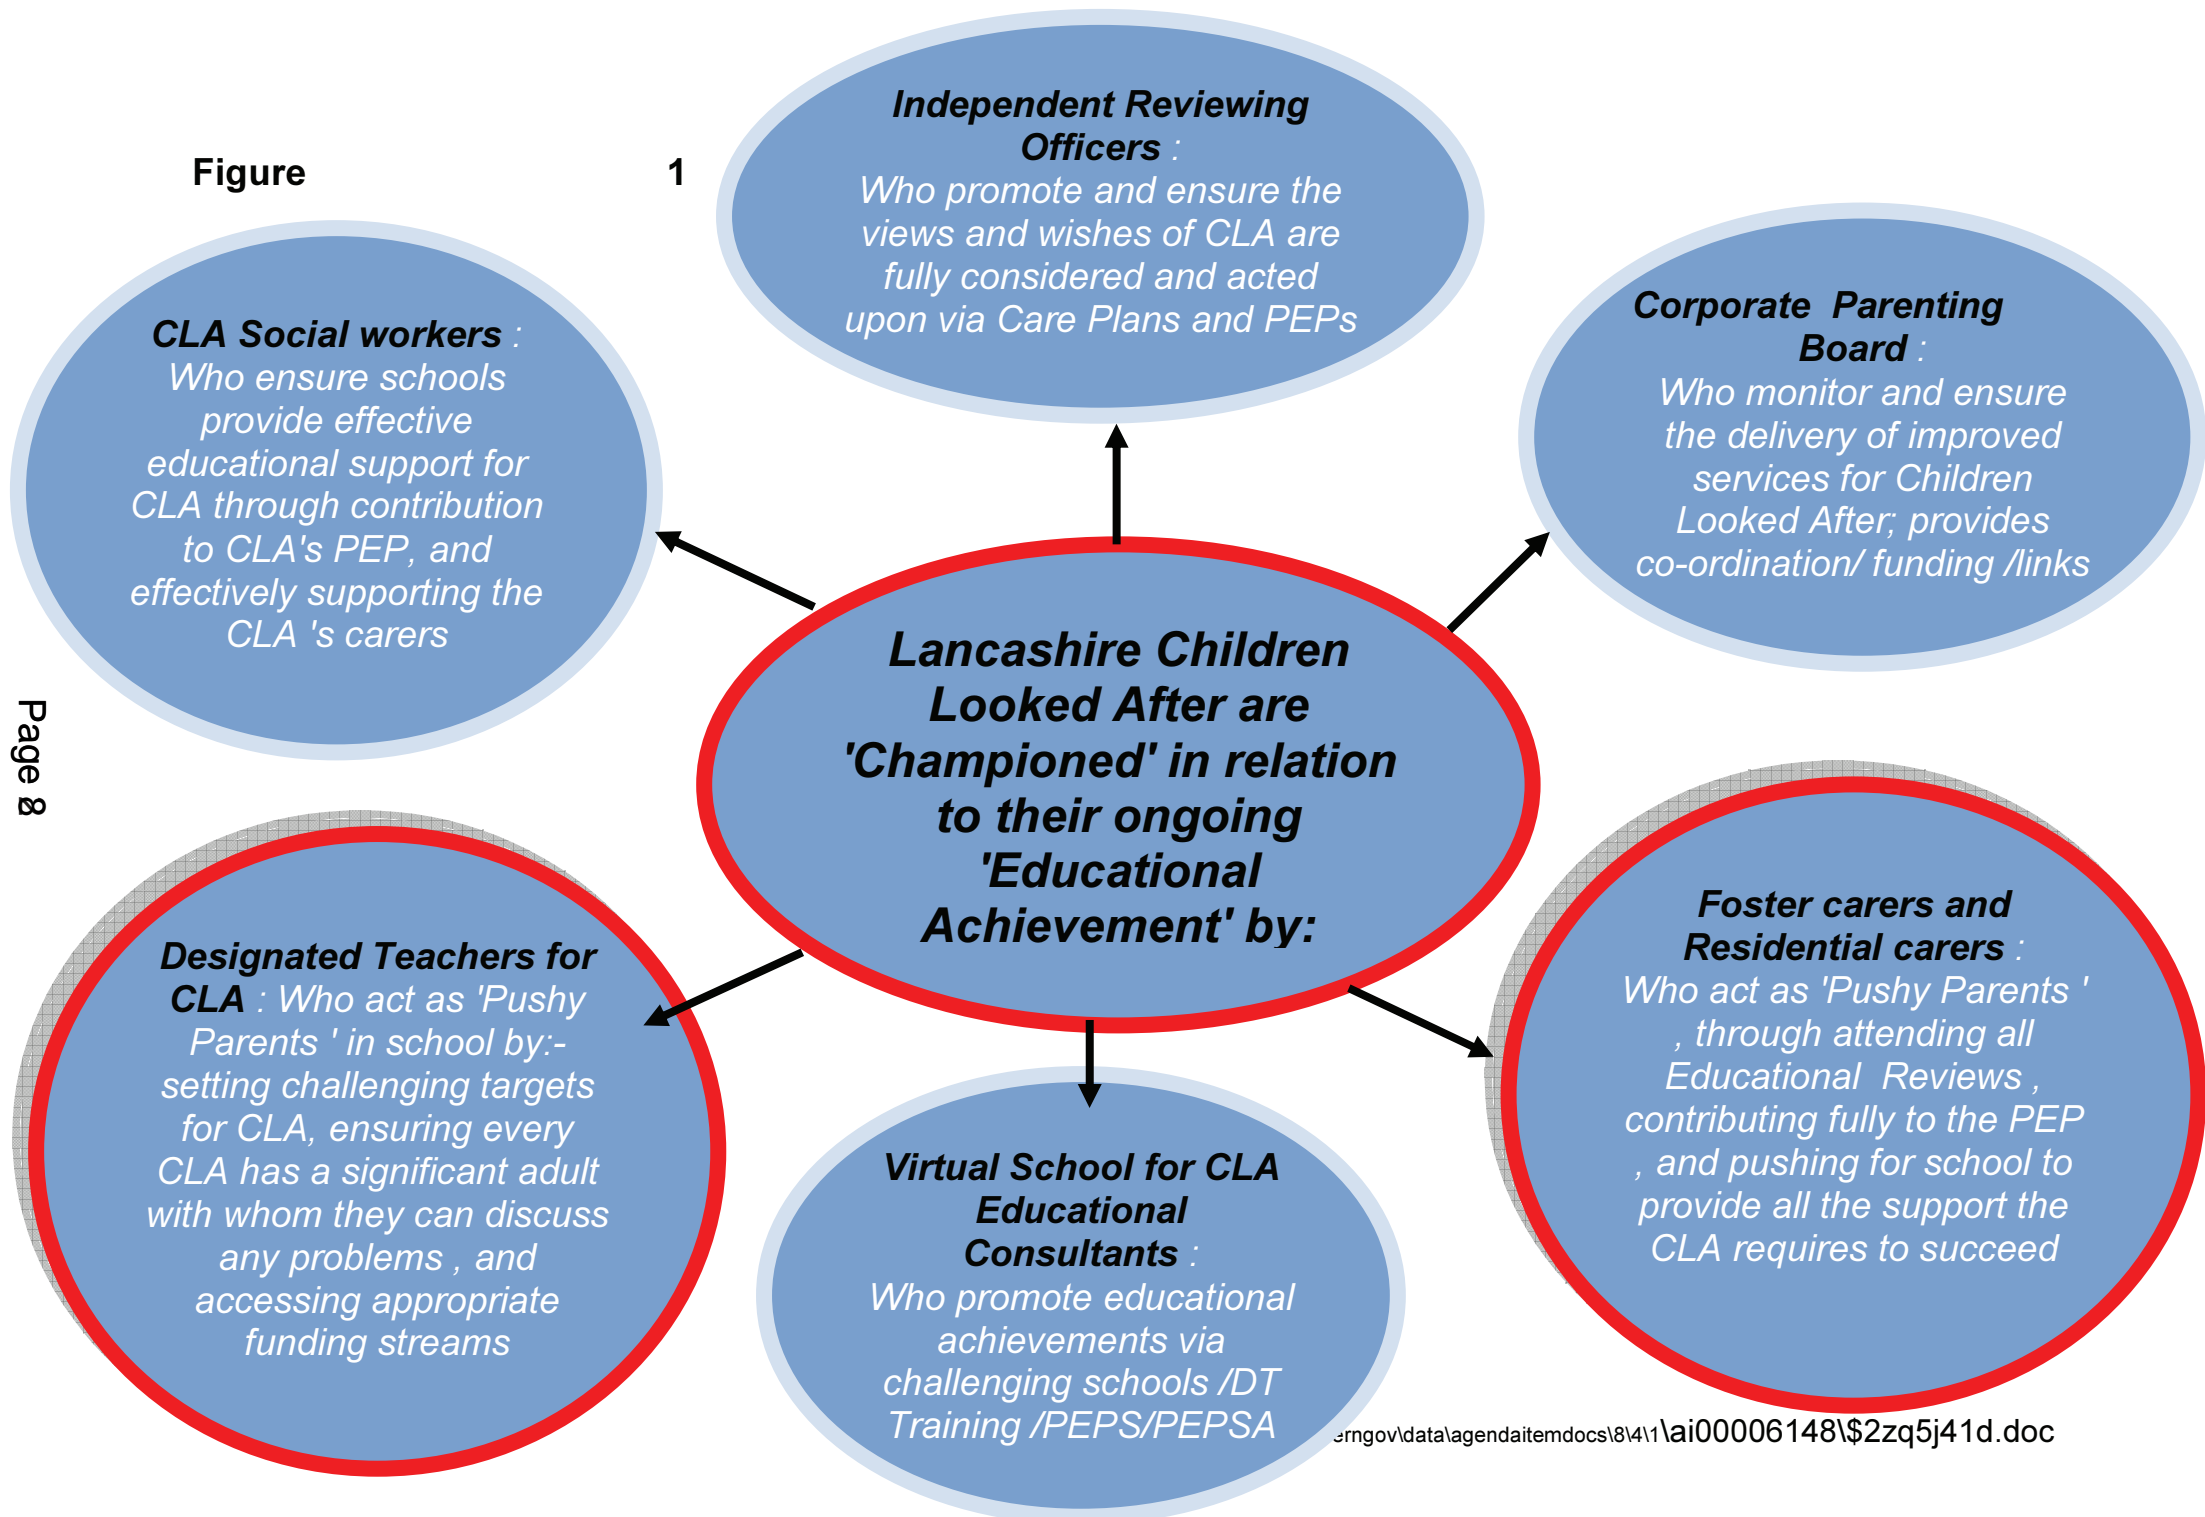 Figure 1
Independent Reviewing
Officers :
Who promote and ensure the
views and wishes of CLA are
fully considered and acted
upon via Care Plans and PEPs
CLA Social workers :
Who ensure schools
provide effective
educational support for
CLA through contribution
to CLA's PEP, and
effectively supporting the
CLA 's carers
Corporate Parenting
Board :
Who monitor and ensure
the delivery of improved
services for Children
Looked After; provides
co-ordination/ funding /links
Lancashire Children
Looked After are
'Championed' in relation
to their ongoing
'Educational
Achievement' by:
Page
Designated Teachers for
CLA : Who act as 'Pushy
Parents ' in school by:-
setting challenging targets
for CLA, ensuring every
CLA has a significant adult
with whom they can discuss
any problems , and
accessing appropriate
funding streams
Foster carers and
Residential carers :
Who act as 'Pushy Parents '
, through attending all
Educational Reviews ,
contributing fully to the PEP
, and pushing for school to
provide all the support the
CLA requires to succeed
Virtual School for CLA
Educational
Consultants :
Who promote educational
achievements via
challenging schools /DT
Training /PEPS/PEPSA
erngov\data\agendaitemdocs\8\4\1\ai00006148\$2zq5j41d.doc